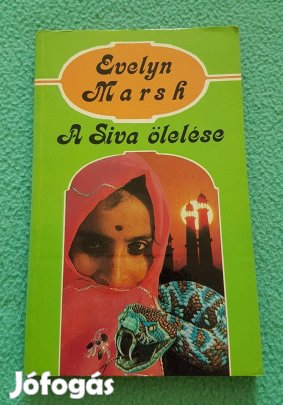 Evelyn
Marsh
A Siva ölelése
Jófogás